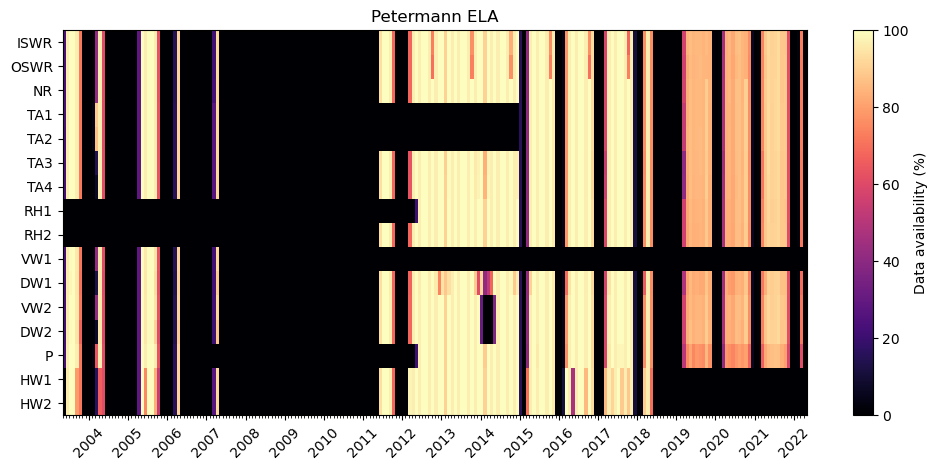 Petermann ELA
ISWR
OSWR
NR
TA1
TA2
TA3
TA4
RH1
RH2
VW1
DW1
VW2
DW2
P
HW1
HW2
2004 2005 2006 2007 2008 2009 2010 2011 2012 2013 2014 2015 2016 2017 2018 2019 2020 2021 2022
100
80
60
40
20
0
Data availability (%)